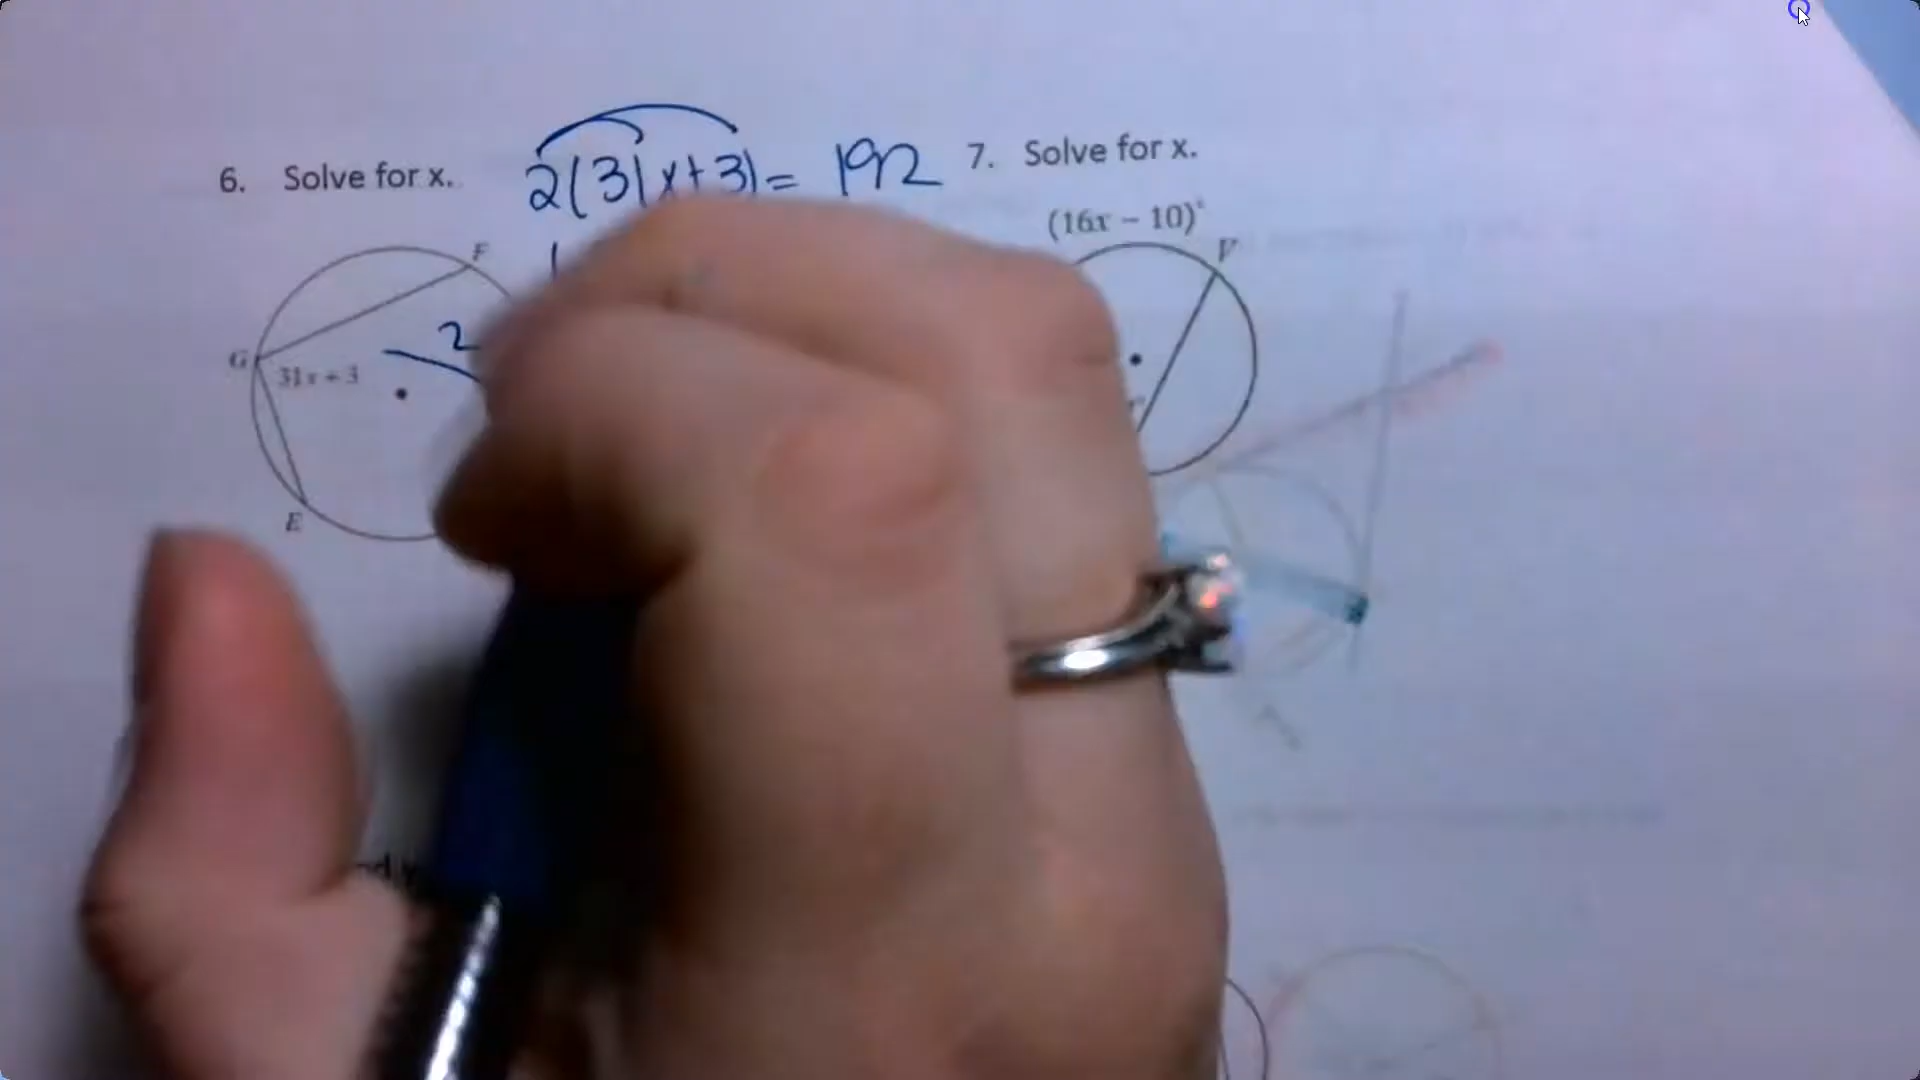 6. Solve for x.
2(31x+3)= 192
F
G
31x + 3
2
E
7. Solve for x.
(16x – 10)°
V